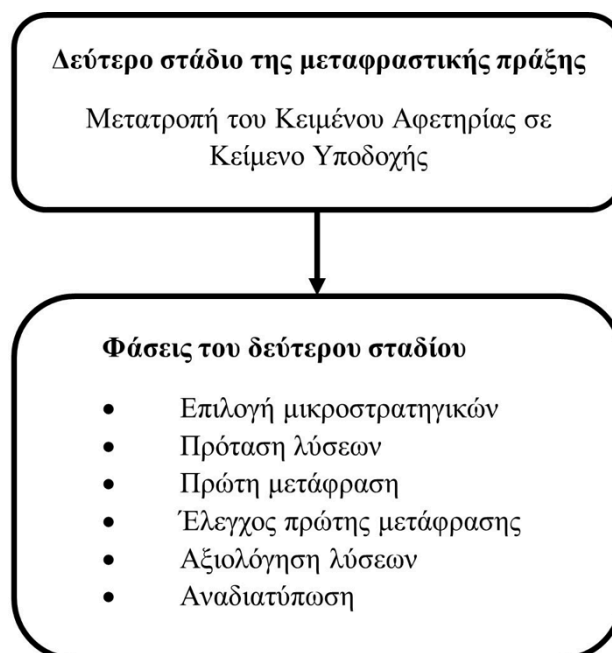 Δεύτερο στάδιο της μεταφραστικής πράξης
Μετατροπή του Κειμένου Αφετηρίας σε
Κείμενο Υποδοχής
Φάσεις του δεύτερου σταδίου
• Επιλογή μικροστρατηγικών
• Πρόταση λύσεων
• Πρώτη μετάφραση
• Έλεγχος πρώτης μετάφρασης
• Αξιολόγηση λύσεων
• Αναδιατύπωση